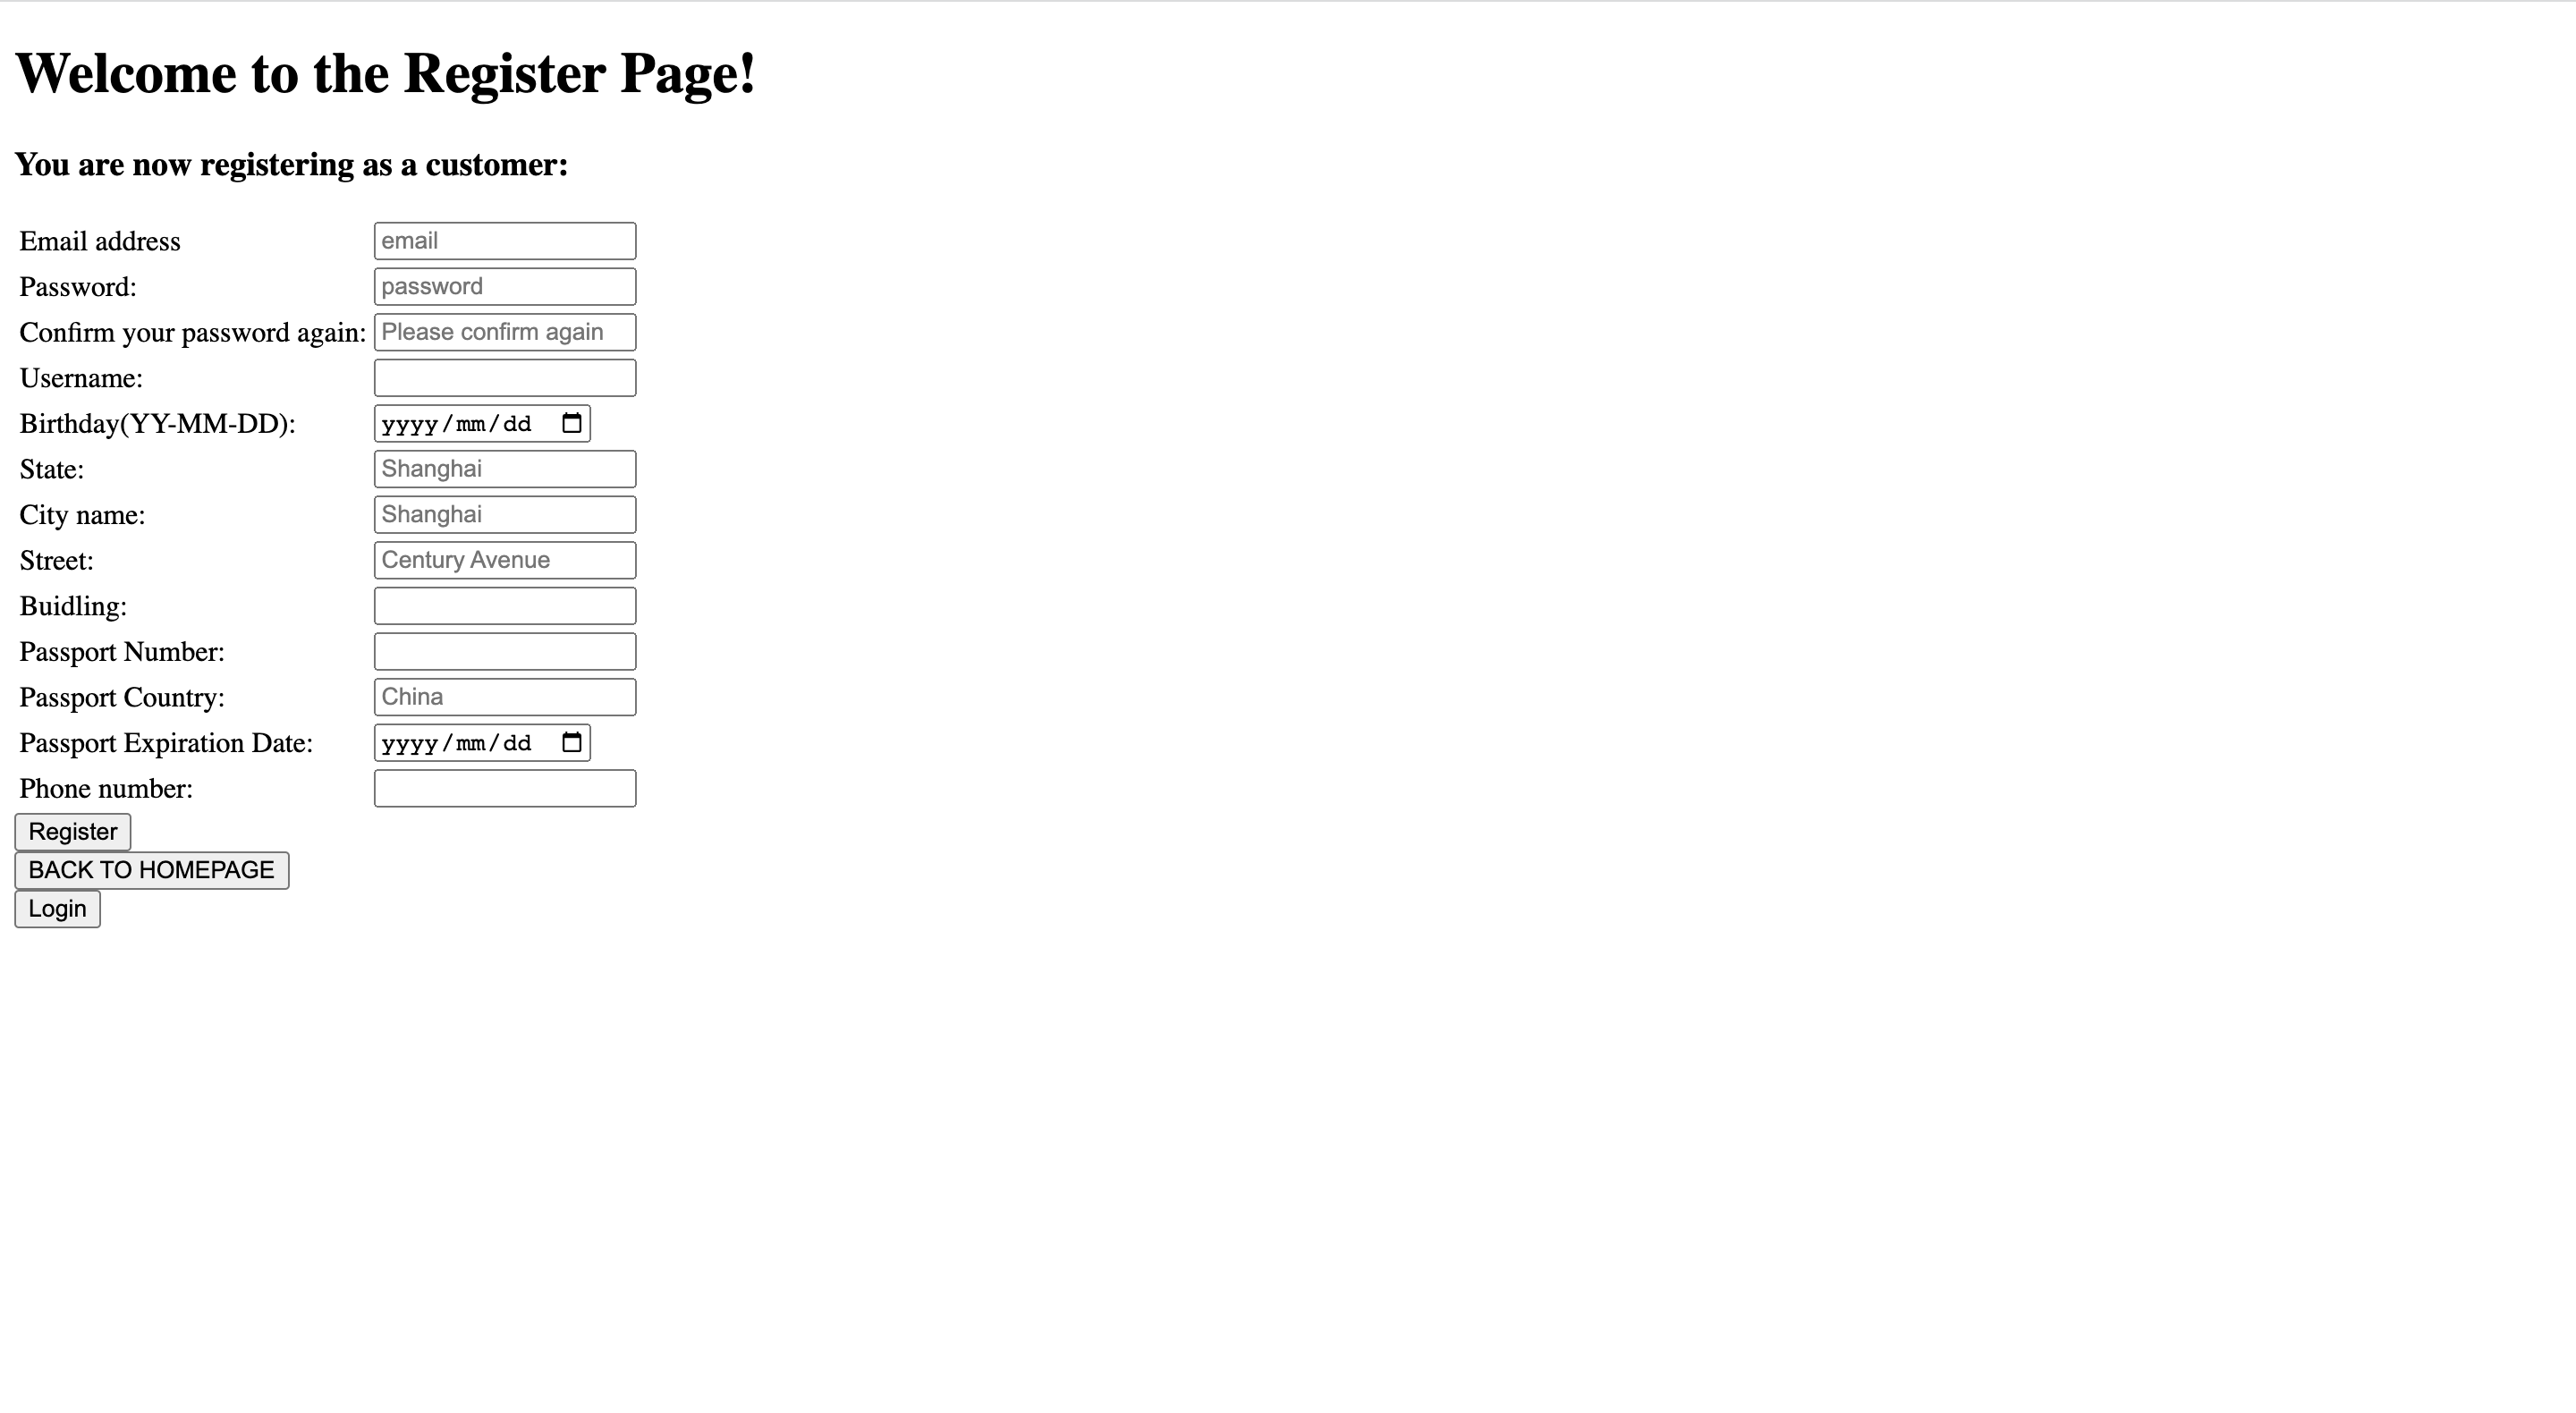 Welcome to the Register Page!
You are now registering as a customer:
Email address email
Password: password
Confirm your password again: Please confirm again
Username:
Birthday(YY-MM-DD): yyyy/mm/dd
State: Shanghai
City name: Shanghai
Street: Century Avenue
Buidling:
Passport Number:
Passport Country: China
Passport Expiration Date: yyyy/mm/dd
Phone number:
Register
BACK TO HOMEPAGE
Login